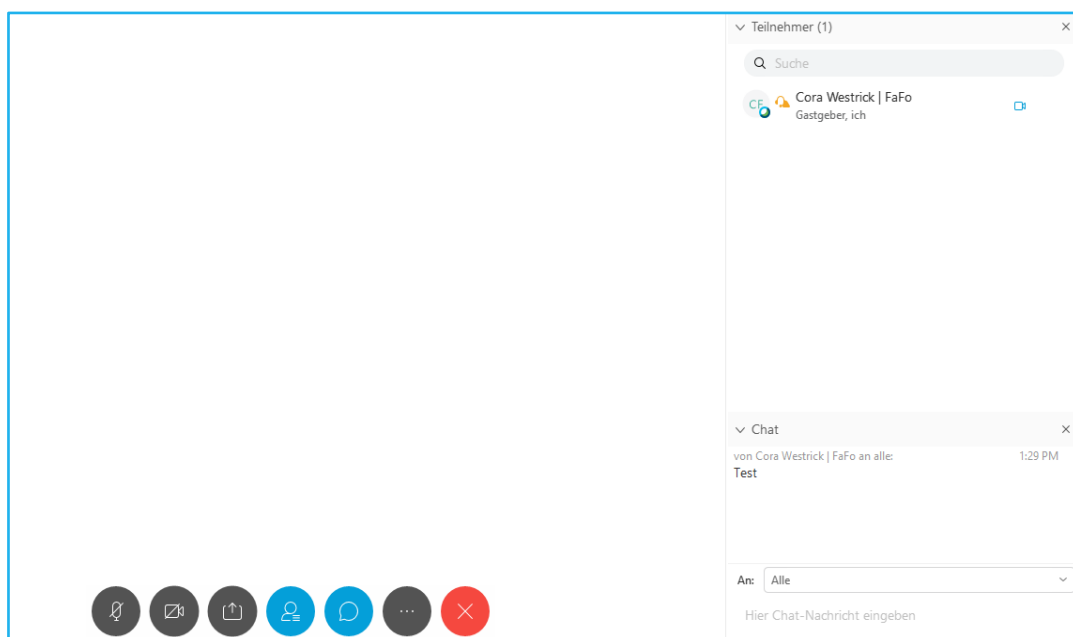 Teilnehmer (1)
Suche
CF
Cora Westrick | FaFo
Gastgeber, ich
Chat
von Cora Westrick | FaFo an alle: 1:29 PM
Test
An: Alle
Hier Chat-Nachricht eingeben